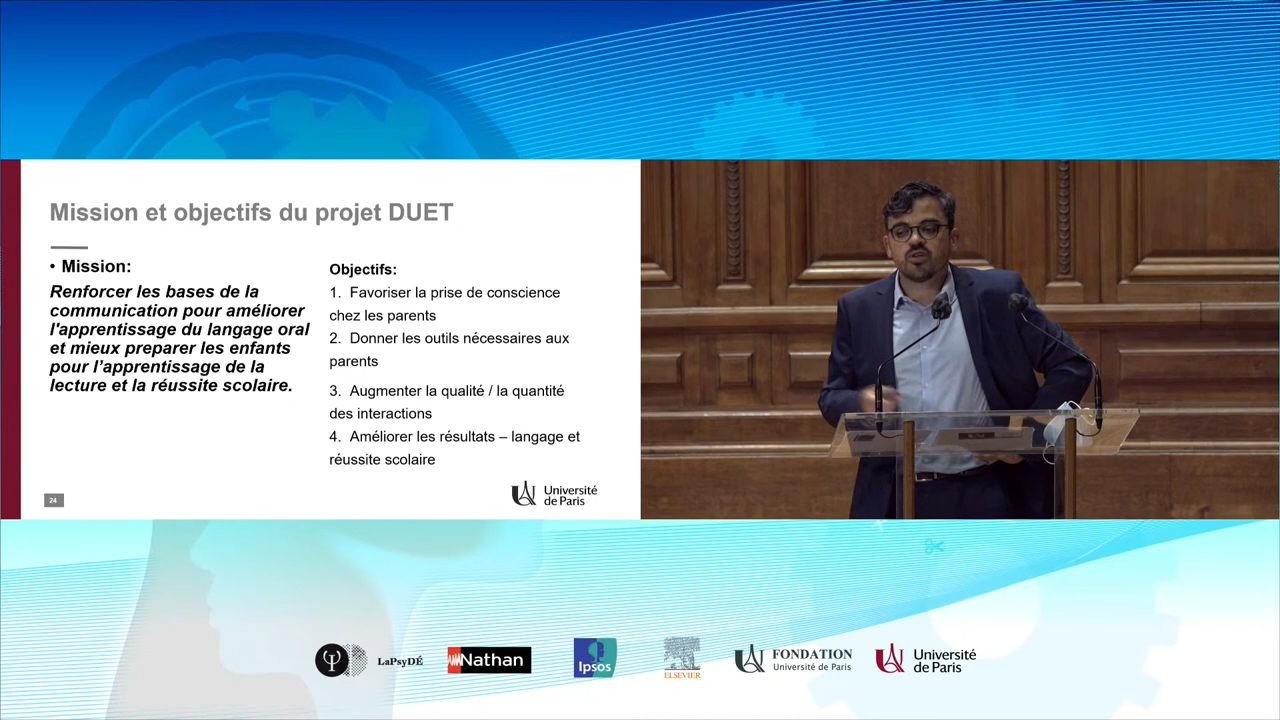 Mission et objectifs du projet DUET
• Mission:
Renforcer les bases de la
communication pour améliorer
l'apprentissage du langage oral
et mieux preparer les enfants
pour l'apprentissage de la
lecture et la réussite scolaire.
Objectifs:
1. Favoriser la prise de conscience
chez les parents
2. Donner les outils nécessaires aux
parents
3. Augmenter la qualité / la quantité
des interactions
4. Améliorer les résultats – langage et
réussite scolaire
24
Université
de Paris
LaPsyDÉ
Nathan
Ipsos
ELSEVIER
FONDATION
Université de Paris
Université
de Paris